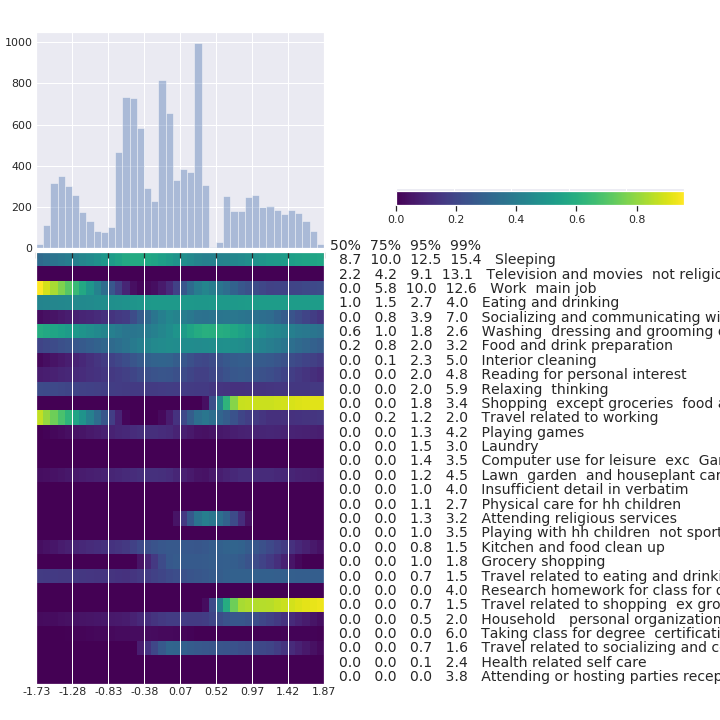 1000
800
600
400
200
0
0.0 0.2 0.4 0.6 0.8
50% 75% 95% 99%
8.7 10.0 12.5 15.4 Sleeping
2.2 4.2 9.1 13.1 Television and movies not religio
0.0 5.8 10.0 12.6 Work main job
1.0 1.5 2.7 4.0 Eating and drinking
0.0 0.8 3.9 7.0 Socializing and communicating wi
0.6 1.0 1.8 2.6 Washing dressing and grooming o
0.2 0.8 2.0 3.2 Food and drink preparation
0.0 0.1 2.3 5.0 Interior cleaning
0.0 0.0 2.0 4.8 Reading for personal interest
0.0 0.0 2.0 5.9 Relaxing thinking
0.0 0.0 1.8 3.4 Shopping except groceries food a
0.0 0.2 1.2 2.0 Travel related to working
0.0 0.0 1.3 4.2 Playing games
0.0 0.0 1.5 3.0 Laundry
0.0 0.0 1.4 3.5 Computer use for leisure exc Gam
0.0 0.0 1.2 4.5 Lawn garden and houseplant car
0.0 0.0 1.0 4.0 Insufficient detail in verbatim
0.0 0.0 1.1 2.7 Physical care for hh children
0.0 0.0 1.3 3.2 Attending religious services
0.0 0.0 1.0 3.5 Playing with hh children not sport
0.0 0.0 0.8 1.5 Kitchen and food clean up
0.0 0.0 1.0 1.8 Grocery shopping
0.0 0.0 0.7 1.5 Travel related to eating and drinki
0.0 0.0 0.0 4.0 Research homework for class for d
0.0 0.0 0.7 1.5 Travel related to shopping ex gro
0.0 0.0 0.5 2.0 Household personal organization
0.0 0.0 0.0 6.0 Taking class for degree certificati
0.0 0.0 0.7 1.6 Travel related to socializing and c
0.0 0.0 0.1 2.4 Health related self care
0.0 0.0 0.0 3.8 Attending or hosting parties recep
-1.73 -1.28 -0.83 -0.38 0.07 0.52 0.97 1.42 1.87